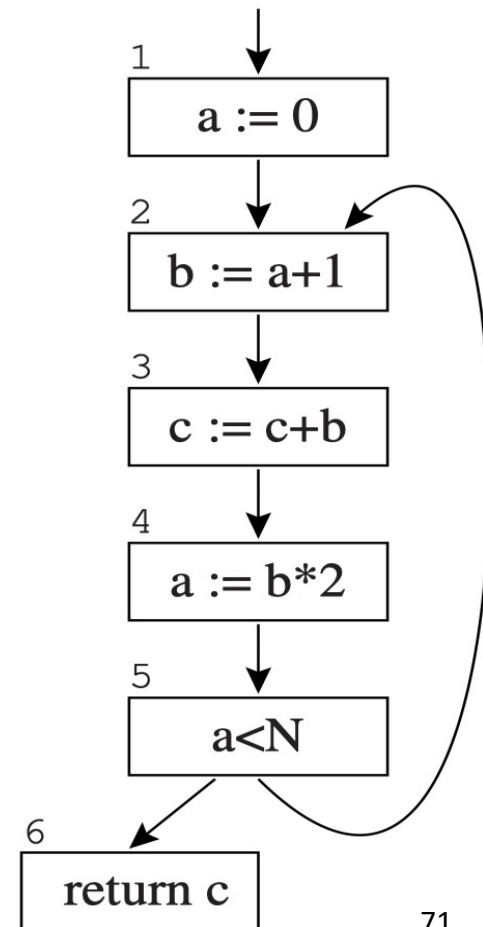 1
a := 0
2
b := a+1
3
c := c+b
4
a := b*2
5
a<N
6
return c
71